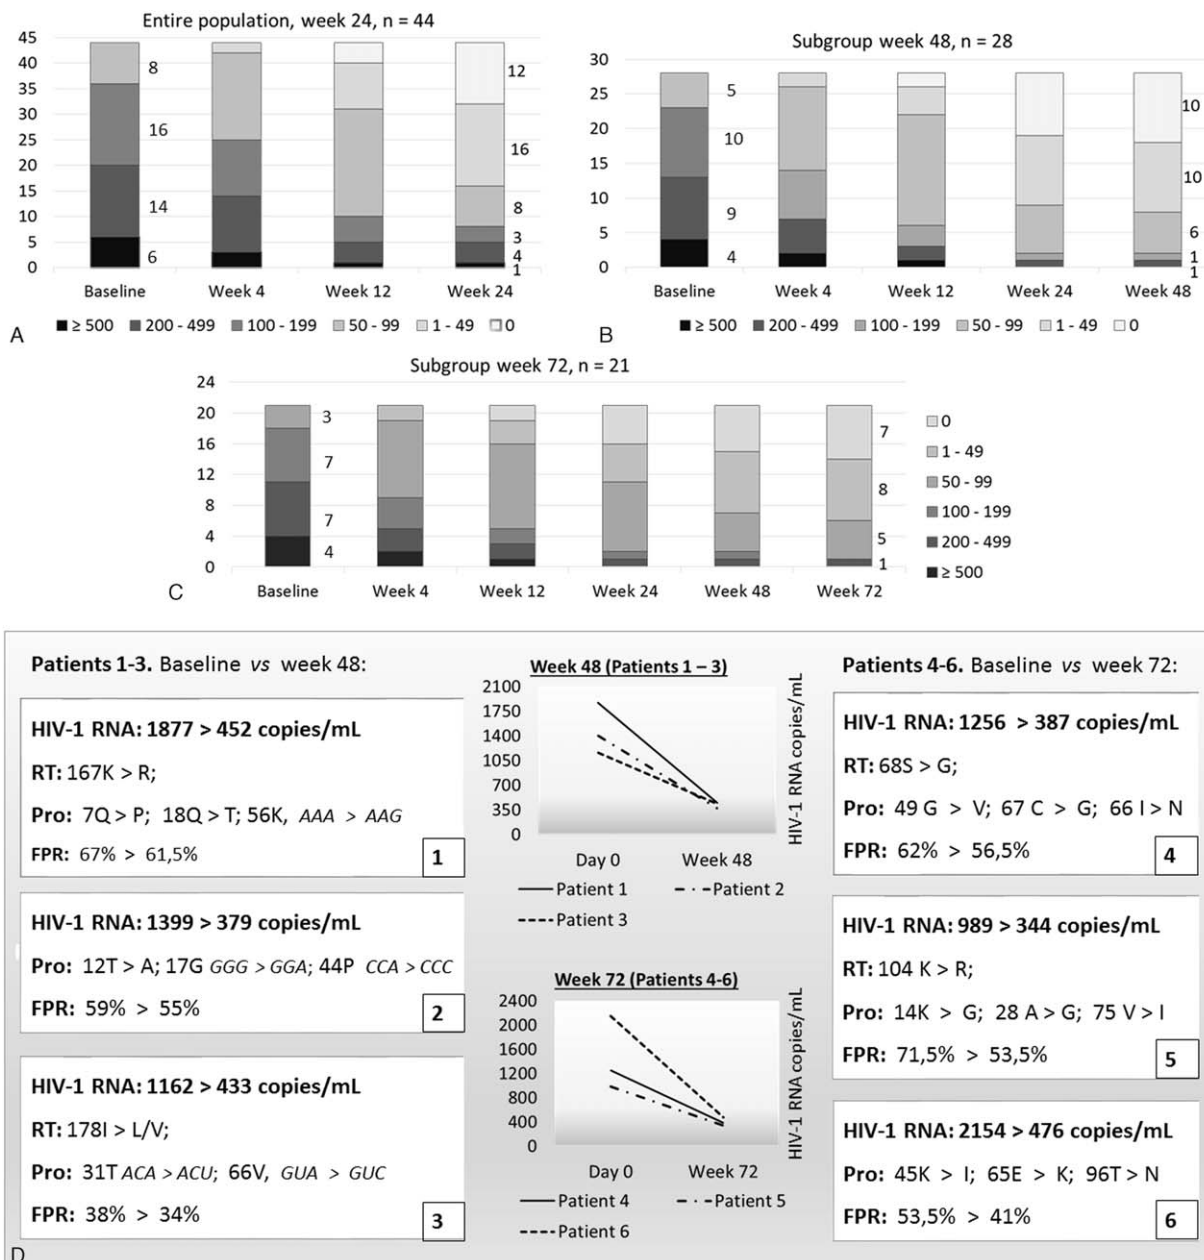 Entire population, week 24, n = 44
45
40
35
30
25
20
15
10
5
0
8
16
14
6
12
16
8
3
4
1
Baseline Week 4 Week 12 Week 24
≥ 500 200 - 499 100 - 199 50 - 99 1 - 49 0
A
Subgroup week 48, n = 28
30
25
20
15
10
5
0
5
10
9
4
10
10
6
1
1
Baseline Week 4 Week 12 Week 24 Week 48
≥ 500 200 - 499 100 - 199 50 - 99 1 - 49 0
B
Subgroup week 72, n = 21
24
20
16
12
8
4
0
3
7
7
4
7
8
5
1
Baseline Week 4 Week 12 Week 24 Week 48 Week 72
0
1 - 49
50 - 99
100 - 199
200 - 499
≥ 500
C
Patients 1-3. Baseline vs week 48:
HIV-1 RNA: 1877 > 452 copies/mL
RT: 167K > R;
Pro: 7Q > P; 18Q > T; 56K, AAA > AAG
FPR: 67% > 61,5%
1
HIV-1 RNA: 1399 > 379 copies/mL
Pro: 12T > A; 17G GGG > GGA; 44P CCA > CCC
FPR: 59% > 55%
2
HIV-1 RNA: 1162 > 433 copies/mL
RT: 178I > L/V;
Pro: 31T ACA > ACU; 66V, GUA > GUC
FPR: 38% > 34%
3
Week 48 (Patients 1 – 3)
2100
1750
1400
1050
700
350
0
HIV-1 RNA copies/mL
Day 0 Week 48
Patient 1 Patient 2
Patient 3
Week 72 (Patients 4-6)
2400
2000
1600
1200
800
400
0
HIV-1 RNA copies/mL
Day 0 Week 72
Patient 4 Patient 5
Patient 6
Patients 4-6. Baseline vs week 72:
HIV-1 RNA: 1256 > 387 copies/mL
RT: 68S > G;
Pro: 49 G > V; 67 C > G; 66 I > N
FPR: 62% > 56,5%
4
HIV-1 RNA: 989 > 344 copies/mL
RT: 104 K > R;
Pro: 14K > G; 28 A > G; 75 V > I
FPR: 71,5% > 53,5%
5
HIV-1 RNA: 2154 > 476 copies/mL
Pro: 45K > I; 65E > K; 96T > N
FPR: 53,5% > 41%
6
D